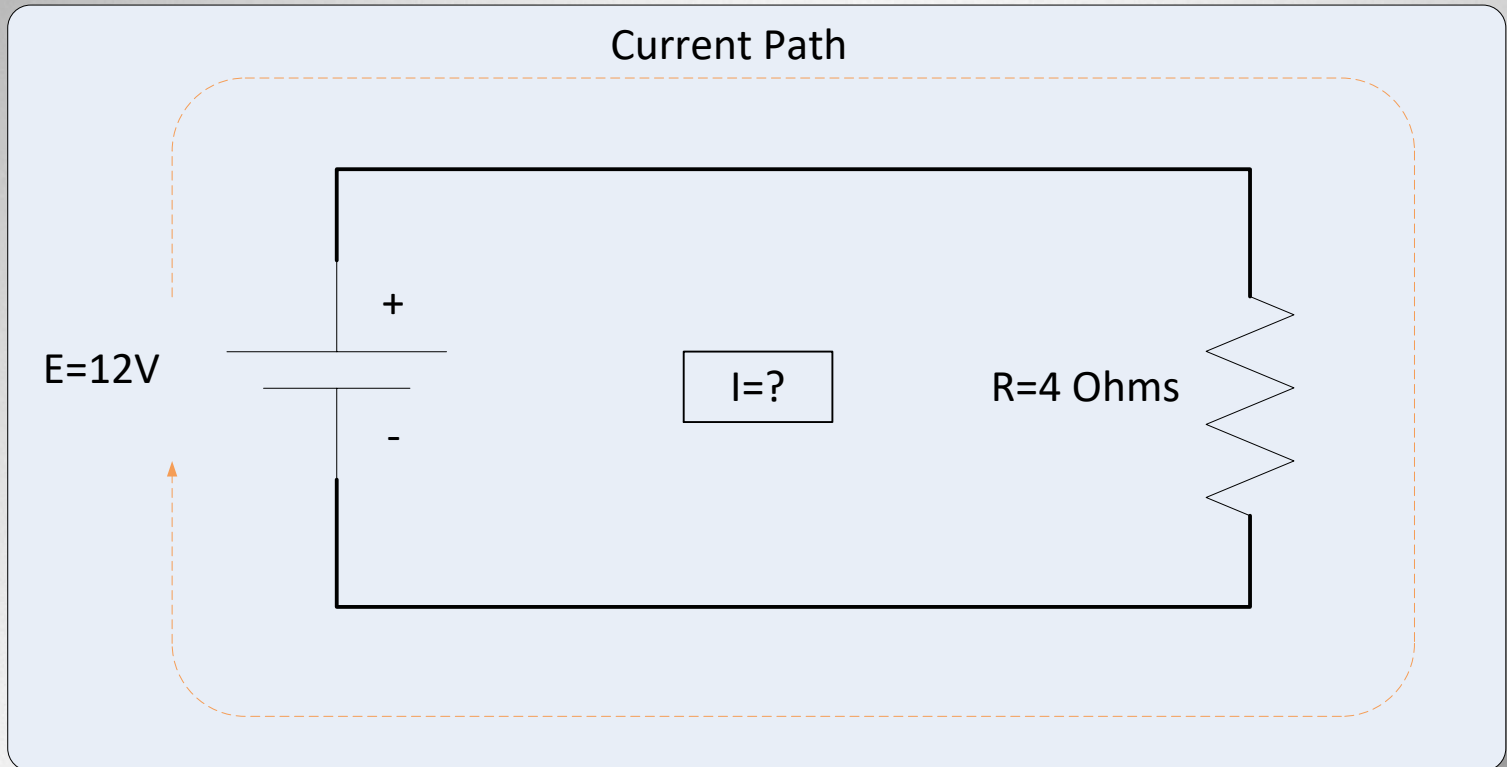 Current Path
+
E=12V
I=?
R=4 Ohms
-